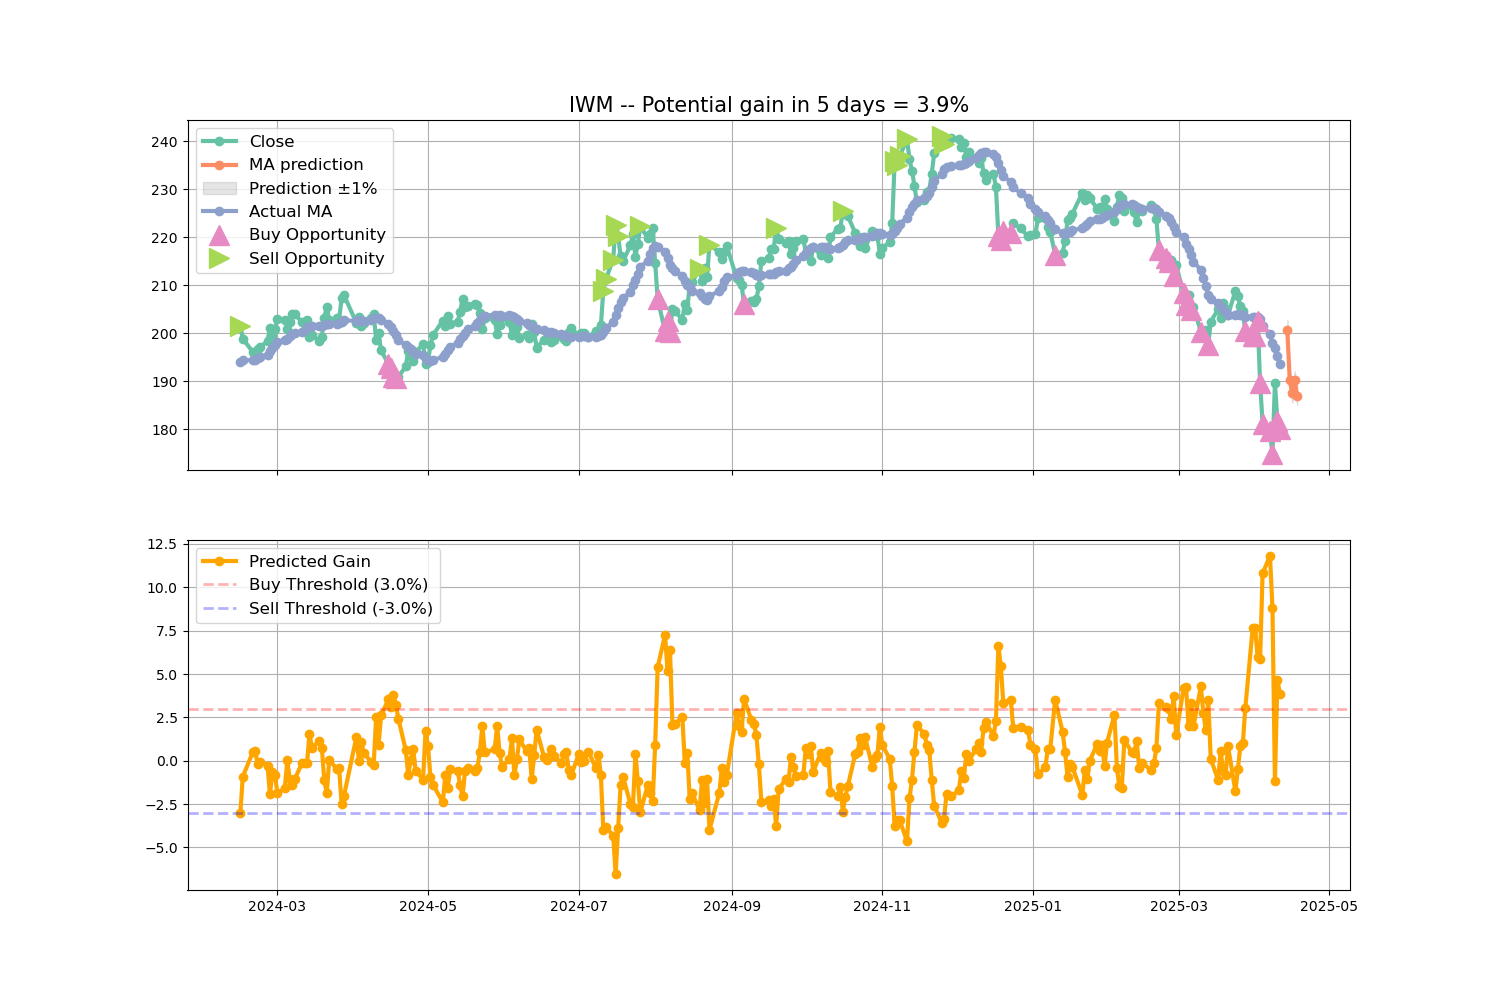 IWM -- Potential gain in 5 days = 3.9%
240
230
220
210
200
190
180
Close
MA prediction
Prediction ±1%
Actual MA
Buy Opportunity
Sell Opportunity
12.5
10.0
7.5
5.0
2.5
0.0
−2.5
−5.0
Predicted Gain
Buy Threshold (3.0%)
Sell Threshold (-3.0%)
2024-03
2024-05
2024-07
2024-09
2024-11
2025-01
2025-03
2025-05